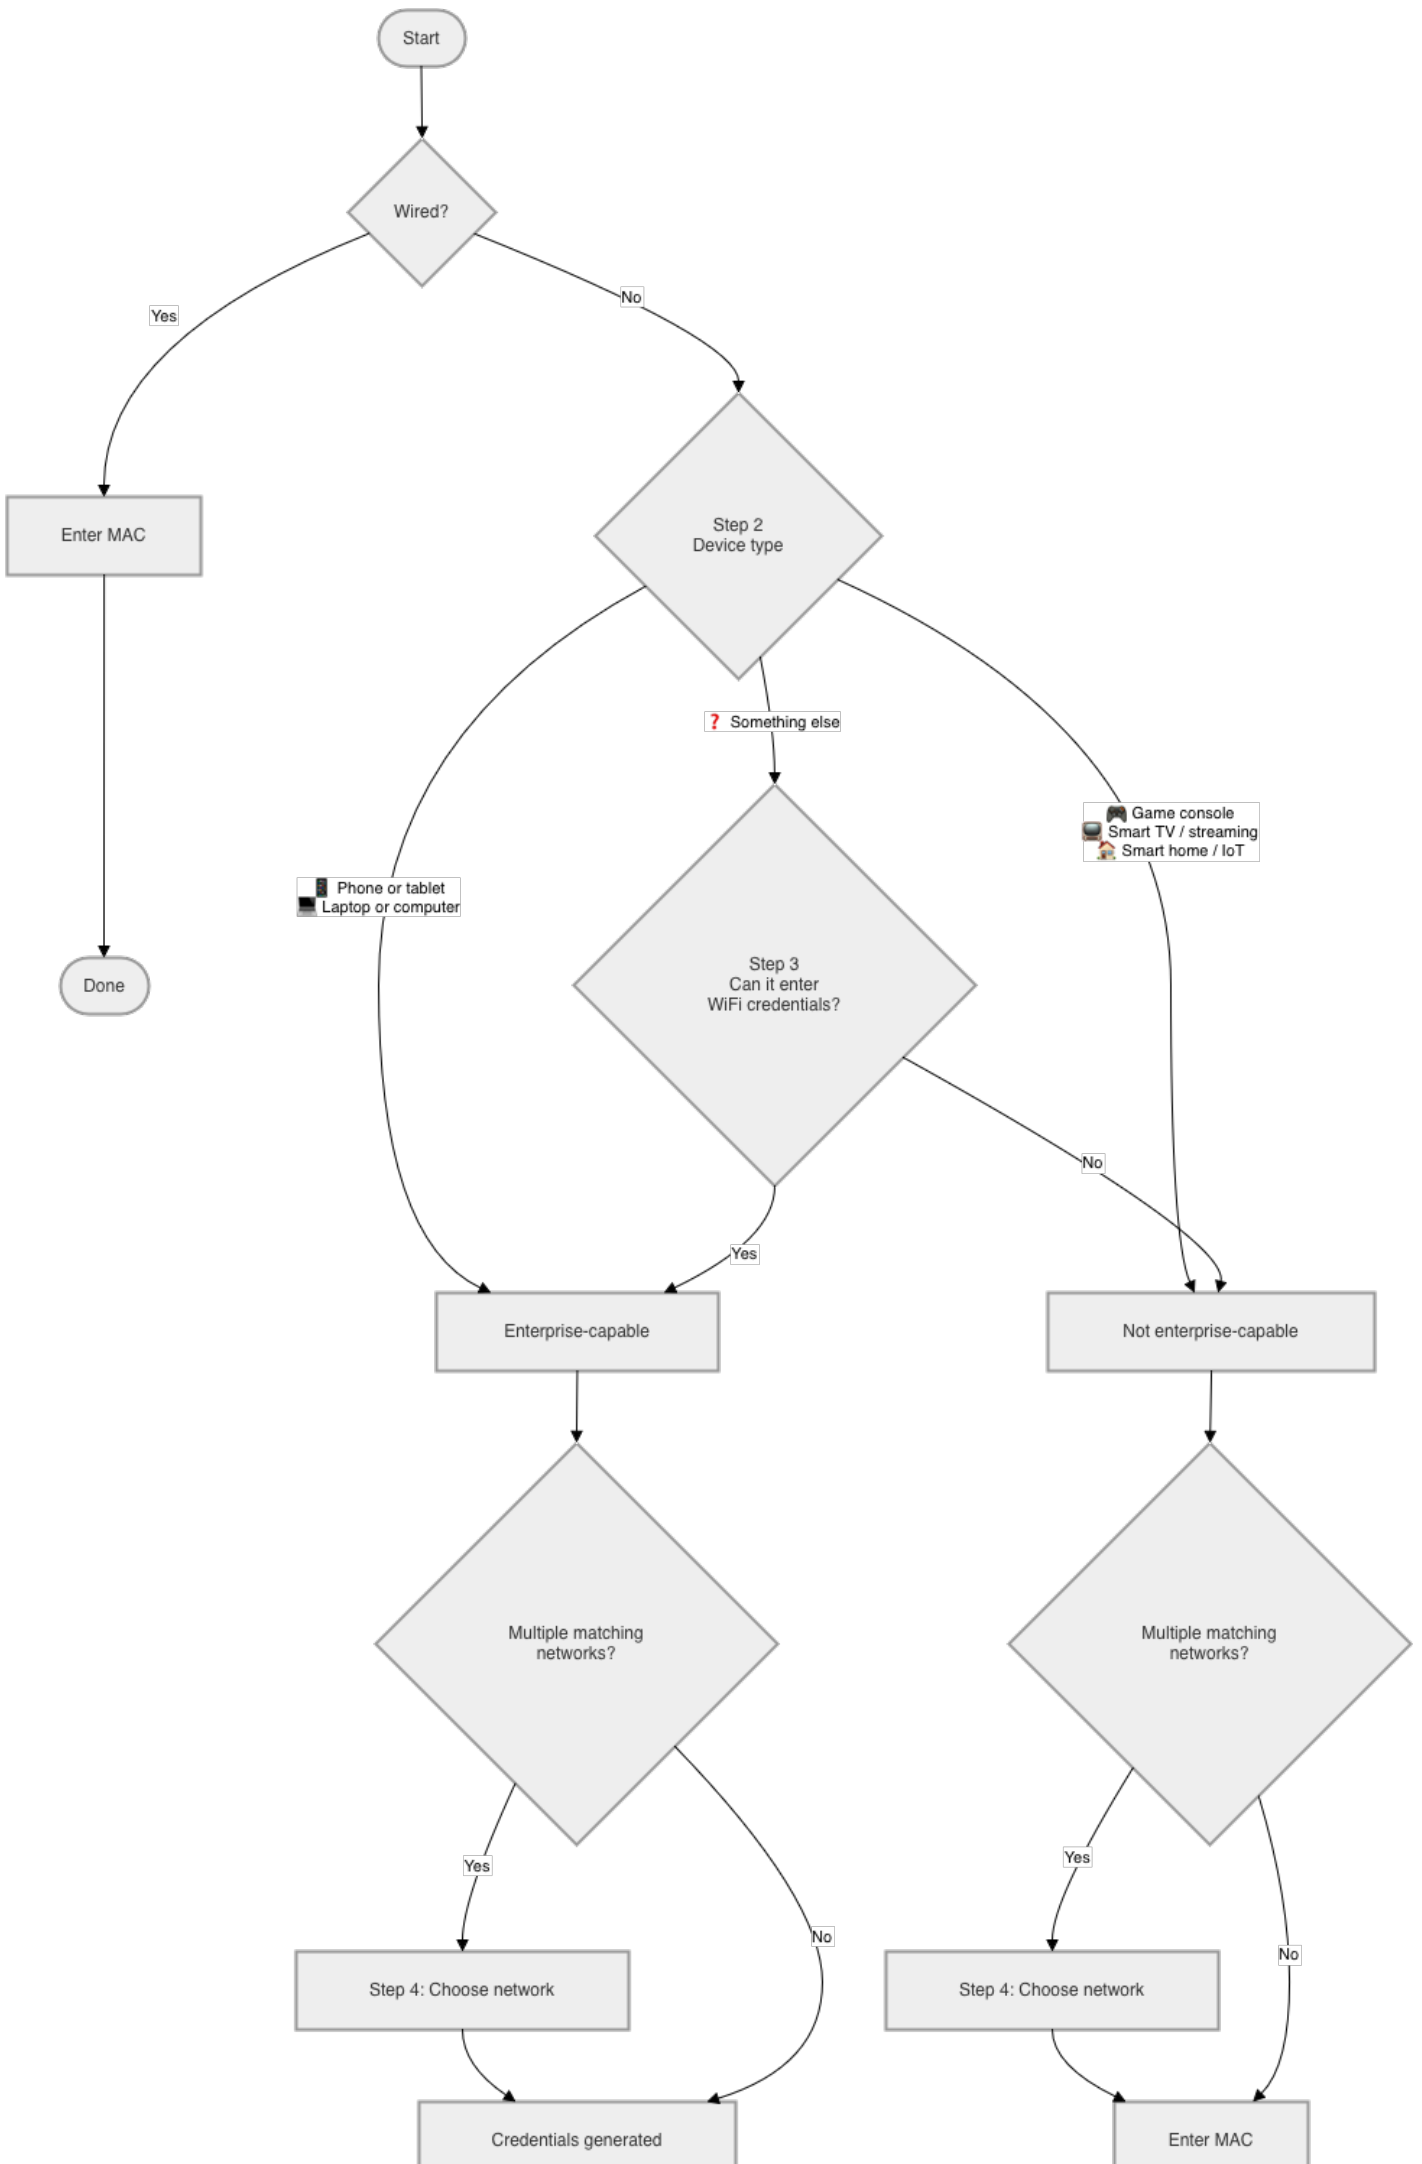 Start
Wired?
Yes
No
Enter MAC
Step 2
Device type
❓ Something else
🎮 Game console
📺 Smart TV / streaming
🏠 Smart home / IoT
📱 Phone or tablet
💻 Laptop or computer
Step 3
Can it enter
WiFi credentials?
Done
No
Yes
Enterprise-capable
Not enterprise-capable
Multiple matching
networks?
Multiple matching
networks?
Yes
No
Yes
No
Step 4: Choose network
Step 4: Choose network
Credentials generated
Enter MAC